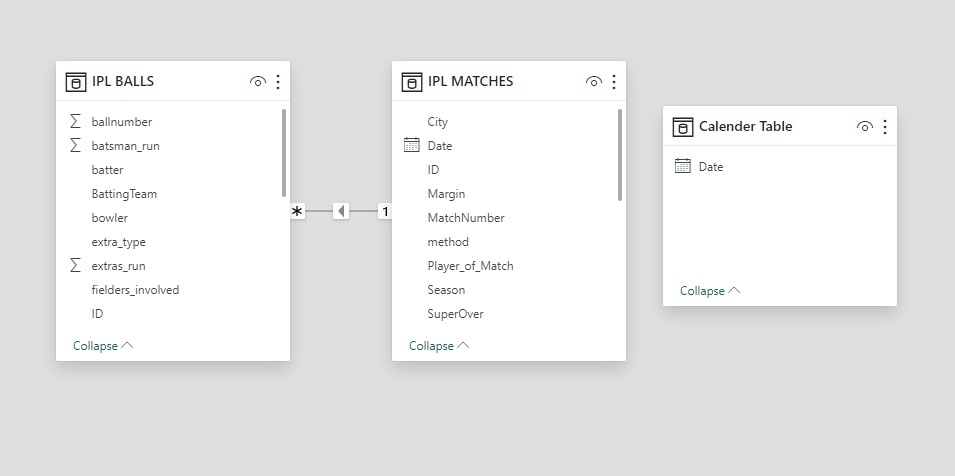 IPL BALLS
ballnumber
batsman_run
batter
BattingTeam
bowler
extra_type
extras_run
fielders_involved
ID
Collapse
* 1
IPL MATCHES
City
Date
ID
Margin
MatchNumber
method
Player_of_Match
Season
SuperOver
Collapse
Calender Table
Date
Collapse